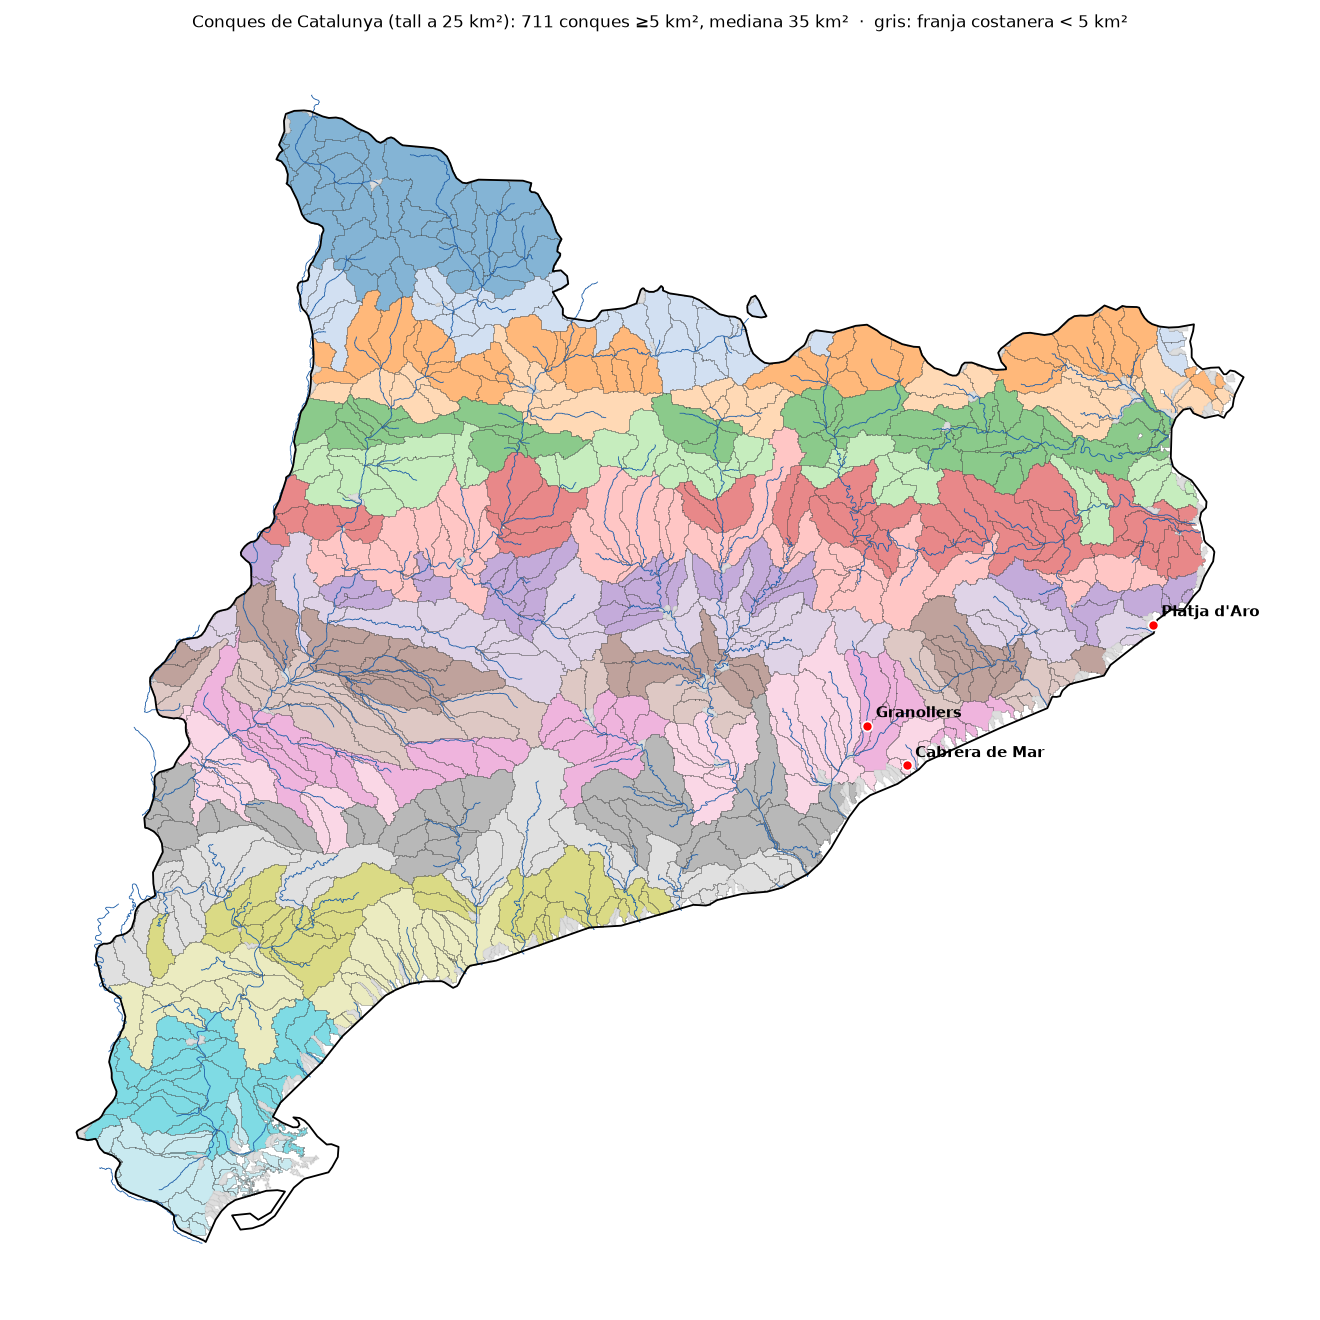 Conques de Catalunya (tall a 25 km²): 711 conques ≥5 km², mediana 35 km² · gris: franja costanera < 5 km²
Platja d'Aro
Granollers
Cabrera de Mar